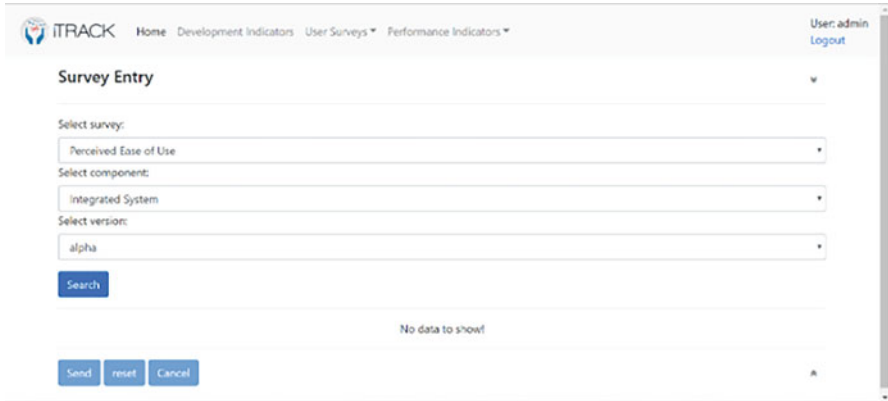 iTRACK Home Development Indicators User Surveys Performance Indicators User: admin
Logout
Survey Entry
Select survey:
Perceived Ease of Use
Select component:
Integrated System
Select version:
alpha
Search
No data to show!
Send reset Cancel